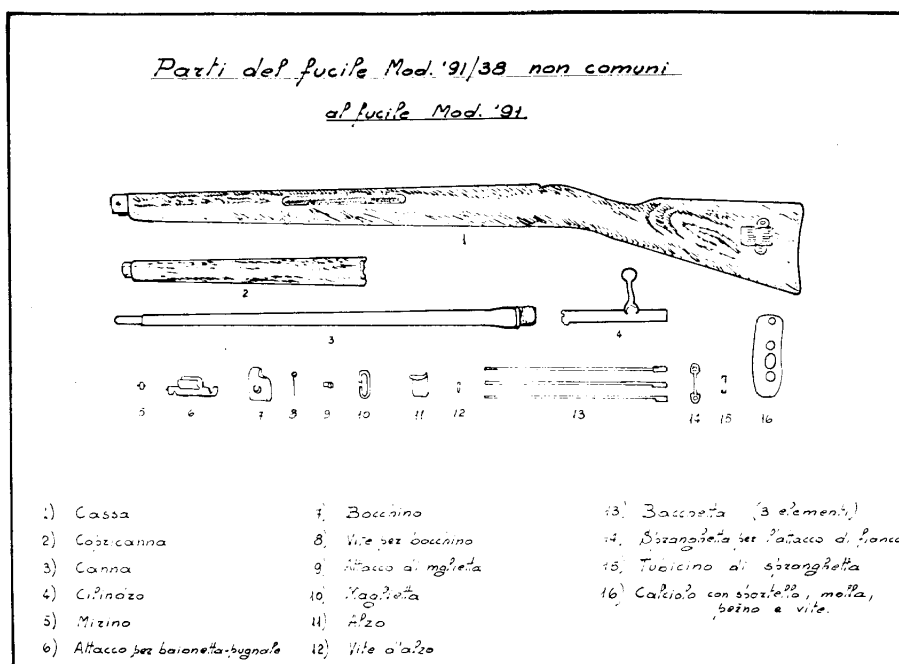 Parti del fucile Mod. '91/38 non comuni
al fucile Mod. '91.
1
2
3
4
5
6
7
8
9
10
11
12
13
14
15
16
1) Cassa
2) Copricanna
3) Canna
4) Cilindro
5) Mirino
6) Attacco per baionetta-pugnale
7) Bocchino
8) Vite per bocchino
9) Attacco di mglietta
10) Maglietta
11) Alzo
12) Vite d'alzo
13) Bacchetta (3 elementi)
14) Spranghetta per l'attacco di fianco
15) Tubicino di spranghetta
16) Calciolo con sportello, molla,
perno e vite.